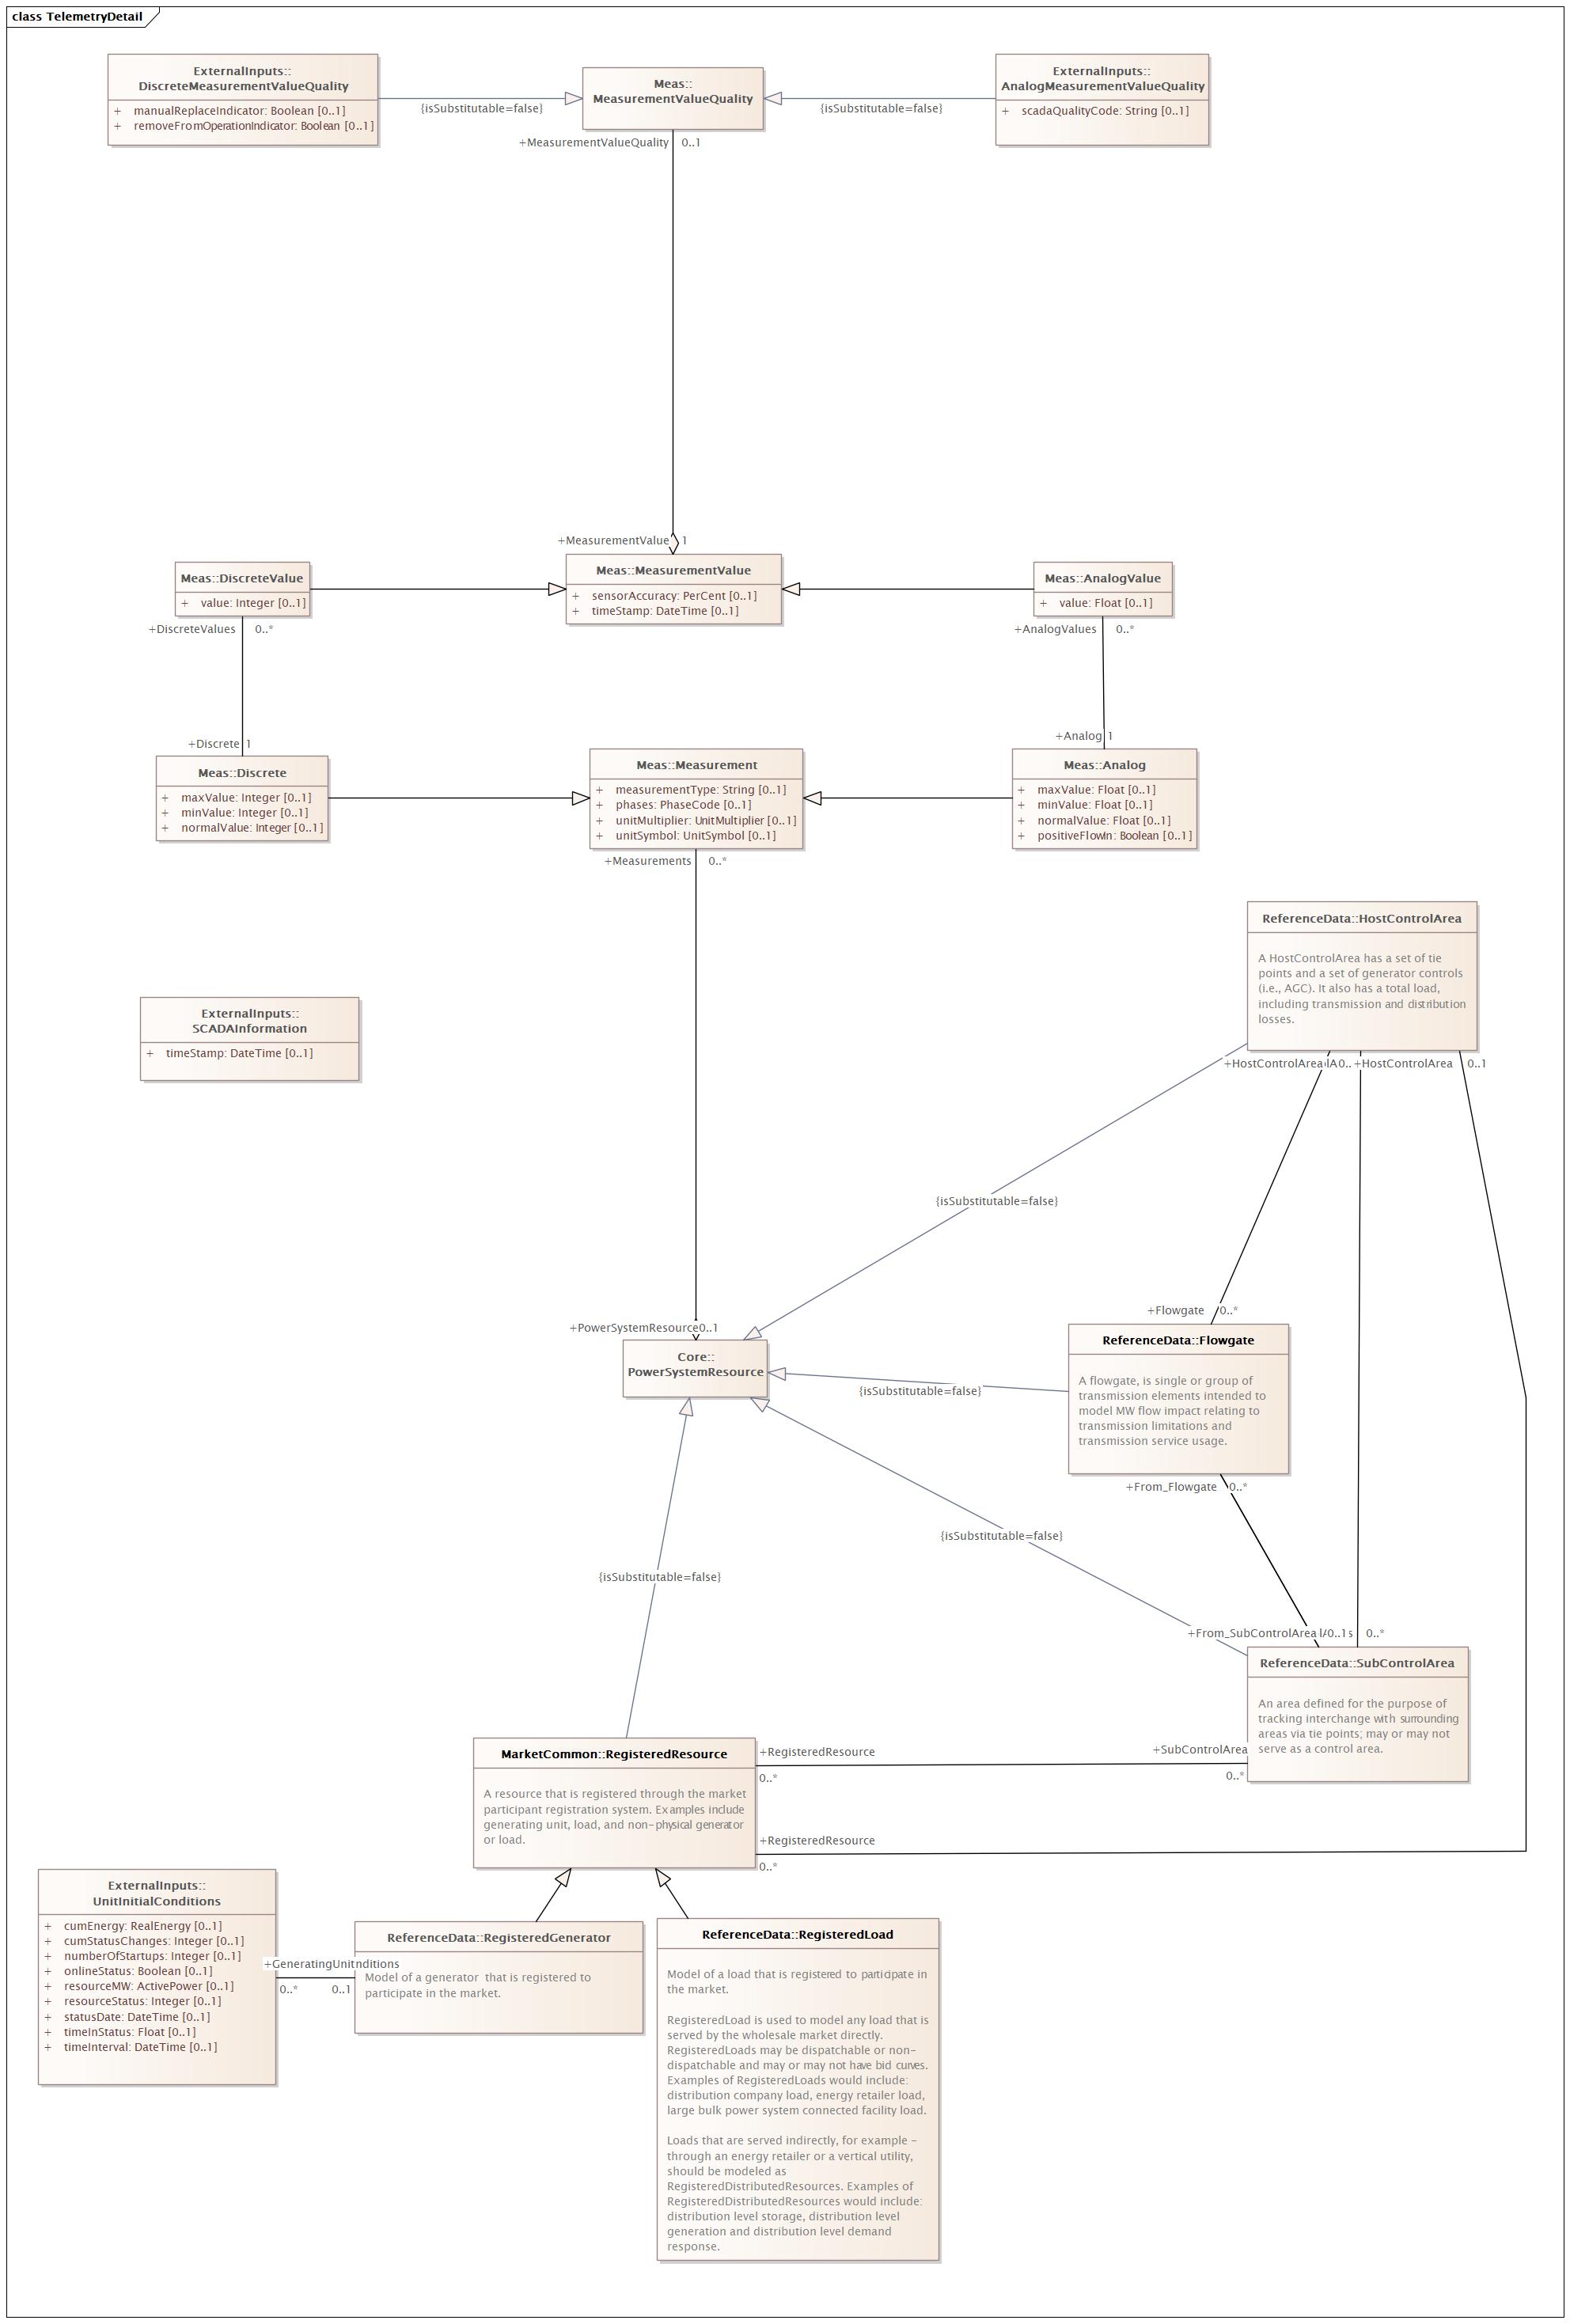 class TelemetryDetail
ExternalInputs::
DiscreteMeasurementValueQuality
+ manualReplaceIndicator: Boolean [0..1]
+ removeFromOperationIndicator: Boolean [0..1]
{isSubstitutable=false}
Meas::
MeasurementValueQuality
{isSubstitutable=false}
ExternalInputs::
AnalogMeasurementValueQuality
+ scadaQualityCode: String [0..1]
+MeasurementValueQuality 0..1
+MeasurementValue 1
Meas::DiscreteValue
+ value: Integer [0..1]
Meas::MeasurementValue
+ sensorAccuracy: PerCent [0..1]
+ timeStamp: DateTime [0..1]
Meas::AnalogValue
+ value: Float [0..1]
+DiscreteValues 0..*
+AnalogValues 0..*
+Discrete 1
+Analog 1
Meas::Discrete
+ maxValue: Integer [0..1]
+ minValue: Integer [0..1]
+ normalValue: Integer [0..1]
Meas::Measurement
+ measurementType: String [0..1]
+ phases: PhaseCode [0..1]
+ unitMultiplier: UnitMultiplier [0..1]
+ unitSymbol: UnitSymbol [0..1]
Meas::Analog
+ maxValue: Float [0..1]
+ minValue: Float [0..1]
+ normalValue: Float [0..1]
+ positiveFlowIn: Boolean [0..1]
+Measurements 0..*
ReferenceData::HostControlArea
A HostControlArea has a set of tie
points and a set of generator controls
(i.e., AGC). It also has a total load,
including transmission and distribution
losses.
ExternalInputs::
SCADAInformation
+ timeStamp: DateTime [0..1]
+HostControlArea 0.. +HostControlArea 0..1
{isSubstitutable=false}
+Flowgate 0..*
+PowerSystemResource 0..1
Core::
PowerSystemResource
{isSubstitutable=false}
ReferenceData::Flowgate
A flowgate, is single or group of
transmission elements intended to
model MW flow impact relating to
transmission limitations and
transmission service usage.
+From_Flowgate 0..*
{isSubstitutable=false}
{isSubstitutable=false}
+From_SubControlArea 0..1 0..*
ReferenceData::SubControlArea
An area defined for the purpose of
tracking interchange with surrounding
areas via tie points; may or may not
serve as a control area.
MarketCommon::RegisteredResource
A resource that is registered through the market
participant registration system. Examples include
generating unit, load, and non-physical generator
or load.
+RegisteredResource
0..*
+SubControlArea
0..*
+RegisteredResource
0..*
ExternalInputs::
UnitInitialConditions
+ cumEnergy: RealEnergy [0..1]
+ cumStatusChanges: Integer [0..1]
+ numberOfStartups: Integer [0..1]
+ onlineStatus: Boolean [0..1]
+ resourceMW: ActivePower [0..1]
+ resourceStatus: Integer [0..1]
+ statusDate: DateTime [0..1]
+ timeInStatus: Float [0..1]
+ timeInterval: DateTime [0..1]
+GeneratingUnitnditions
0..* 0..1
ReferenceData::RegisteredGenerator
Model of a generator that is registered to
participate in the market.
ReferenceData::RegisteredLoad
Model of a load that is registered to participate in
the market.
RegisteredLoad is used to model any load that is
served by the wholesale market directly.
RegisteredLoads may be dispatchable or non-
dispatchable and may or may not have bid curves.
Examples of RegisteredLoads would include:
distribution company load, energy retailer load,
large bulk power system connected facility load.
Loads that are served indirectly, for example -
through an energy retailer or a vertical utility,
should be modeled as
RegisteredDistributedResources. Examples of
RegisteredDistributedResources would include:
distribution level storage, distribution level
generation and distribution level demand
response.